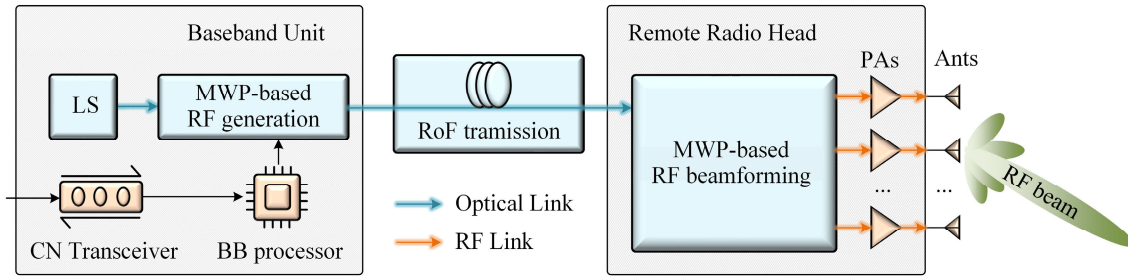 Baseband Unit
LS
MWP-based
RF generation
CN Transceiver
BB processor
RoF tramission
Optical Link
RF Link
Remote Radio Head
MWP-based
RF beamforming
PAs
Ants
...
...
RF beam